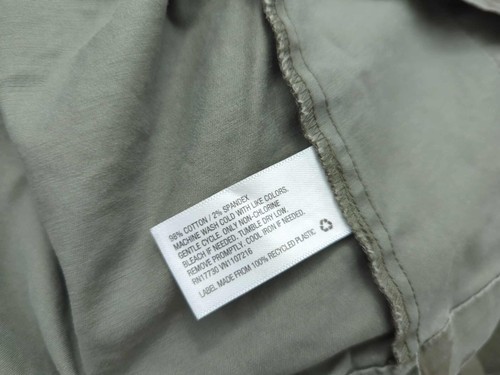 98% COTTON / 2% SPANDEX
MACHINE WASH COLD WITH LIKE COLORS,
GENTLE CYCLE. ONLY NON-CHLORINE
BLEACH IF NEEDED. TUMBLE DRY LOW.
REMOVE PROMPTLY. COOL IRON IF NEEDED.
RN17730 VN1107216
LABEL MADE FROM 100% RECYCLED PLASTIC